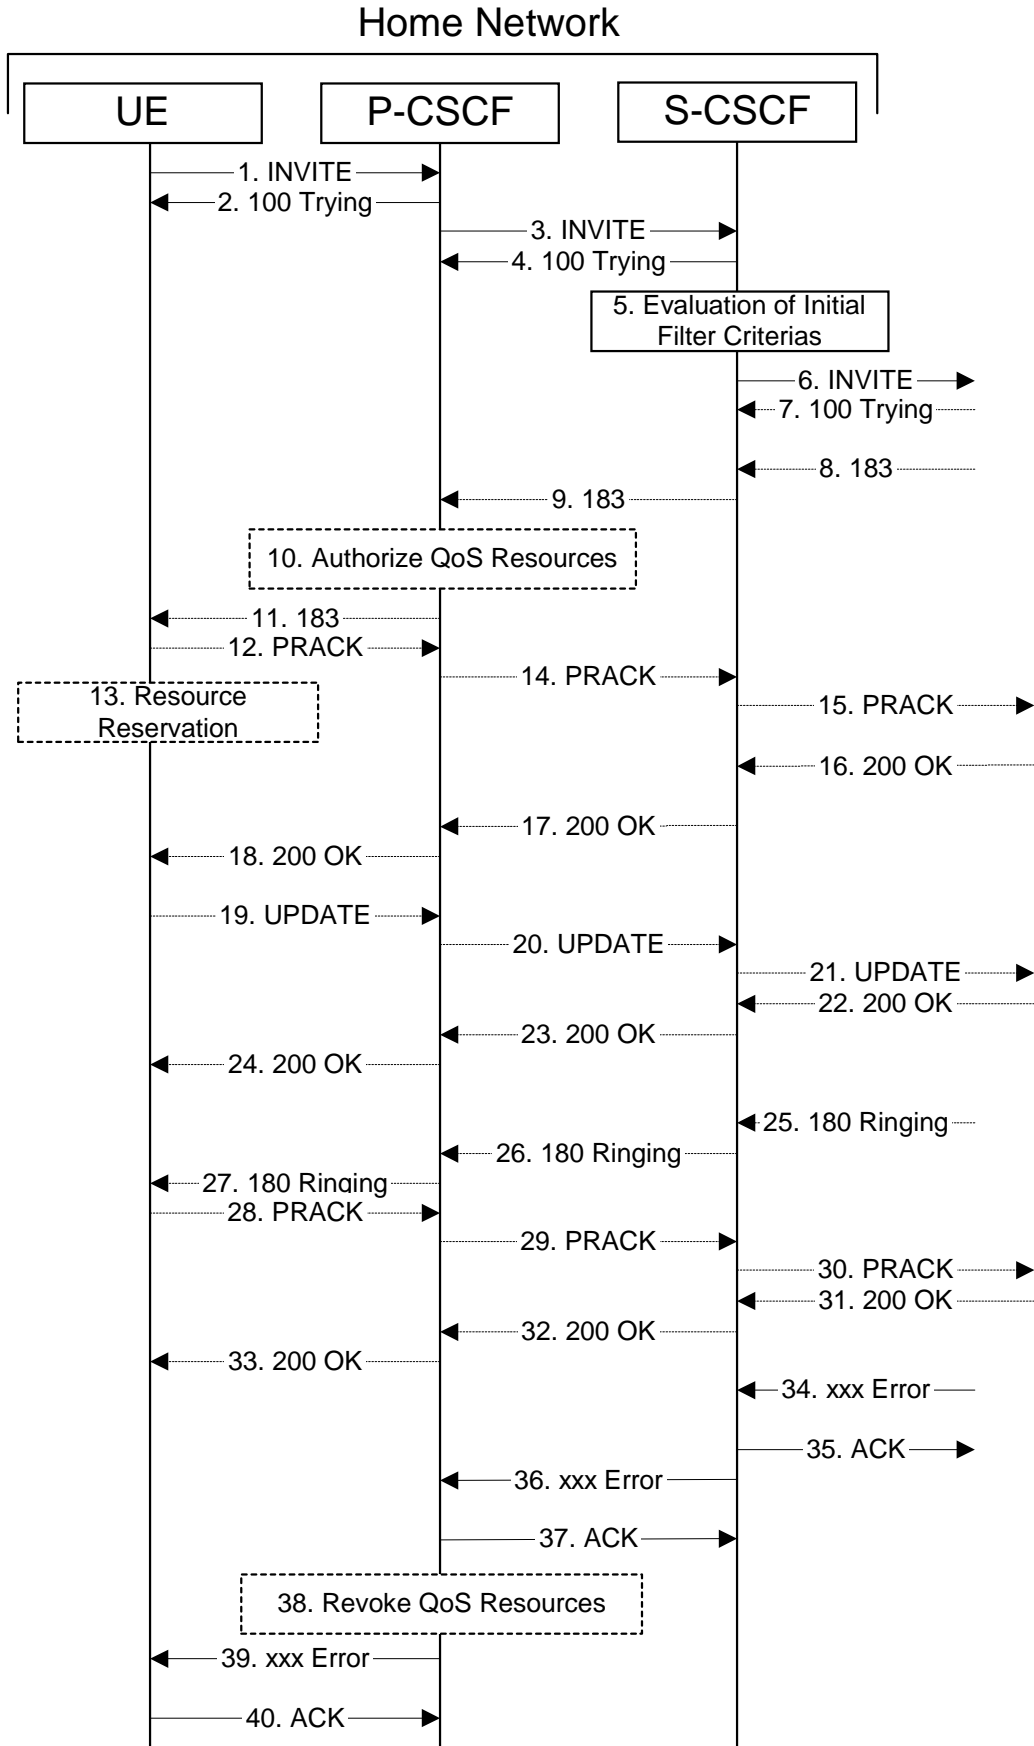 Home Network
UE
P-CSCF
S-CSCF
1. INVITE
2. 100 Trying
3. INVITE
4. 100 Trying
5. Evaluation of Initial
Filter Criterias
6. INVITE
7. 100 Trying
8. 183
9. 183
10. Authorize QoS Resources
11. 183
12. PRACK
14. PRACK
13. Resource
Reservation
15. PRACK
16. 200 OK
17. 200 OK
18. 200 OK
19. UPDATE
20. UPDATE
21. UPDATE
22. 200 OK
23. 200 OK
24. 200 OK
25. 180 Ringing
26. 180 Ringing
27. 180 Ringing
28. PRACK
29. PRACK
30. PRACK
31. 200 OK
32. 200 OK
33. 200 OK
34. xxx Error
35. ACK
36. xxx Error
37. ACK
38. Revoke QoS Resources
39. xxx Error
40. ACK